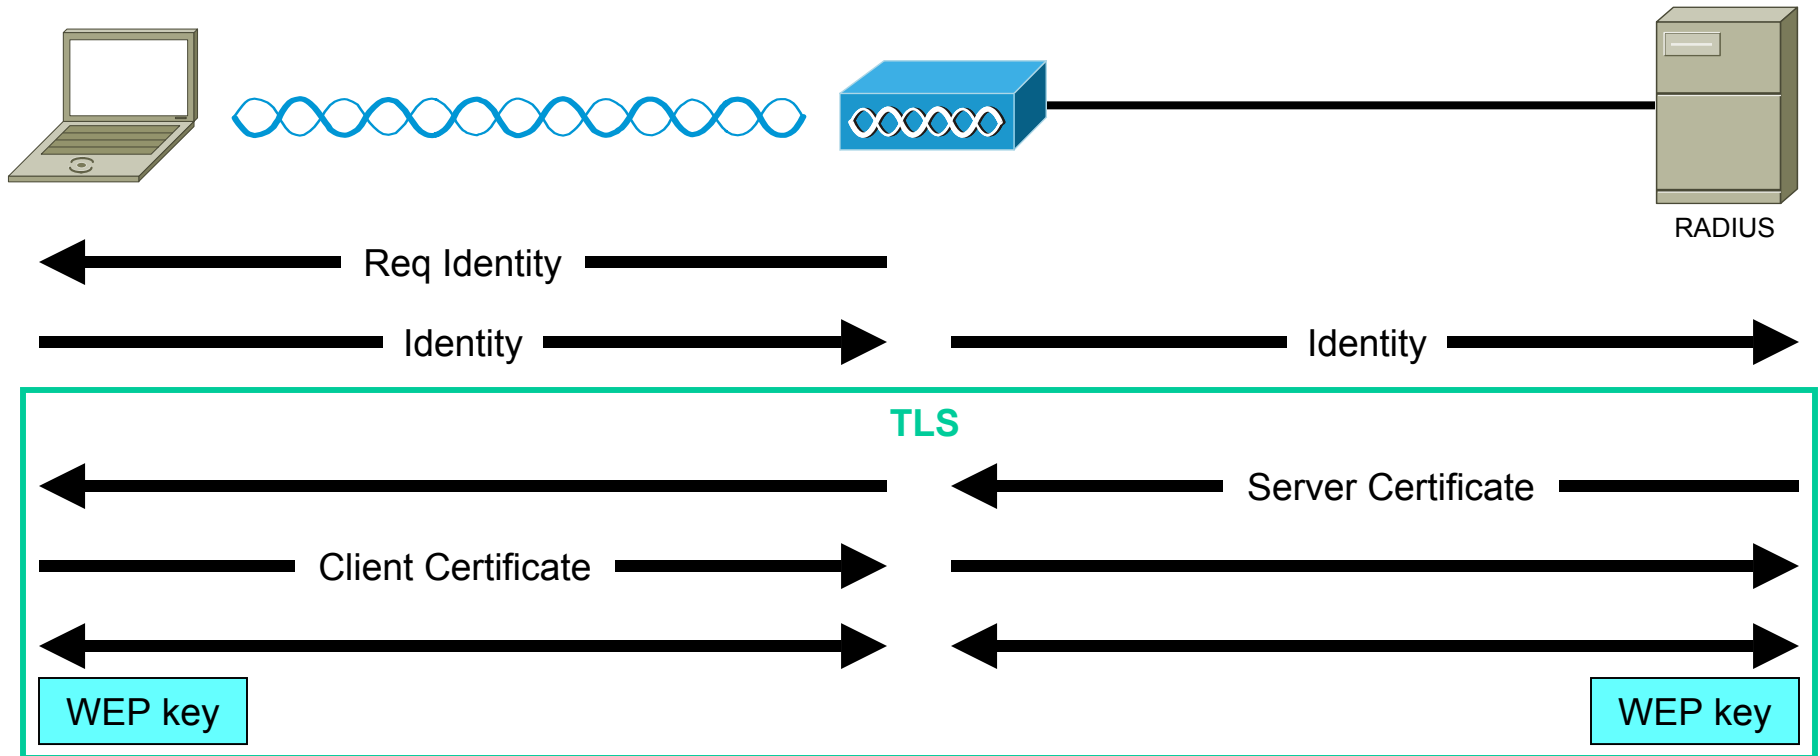 RADIUS
Req Identity
Identity
Identity
TLS
Server Certificate
Client Certificate
WEP key
WEP key